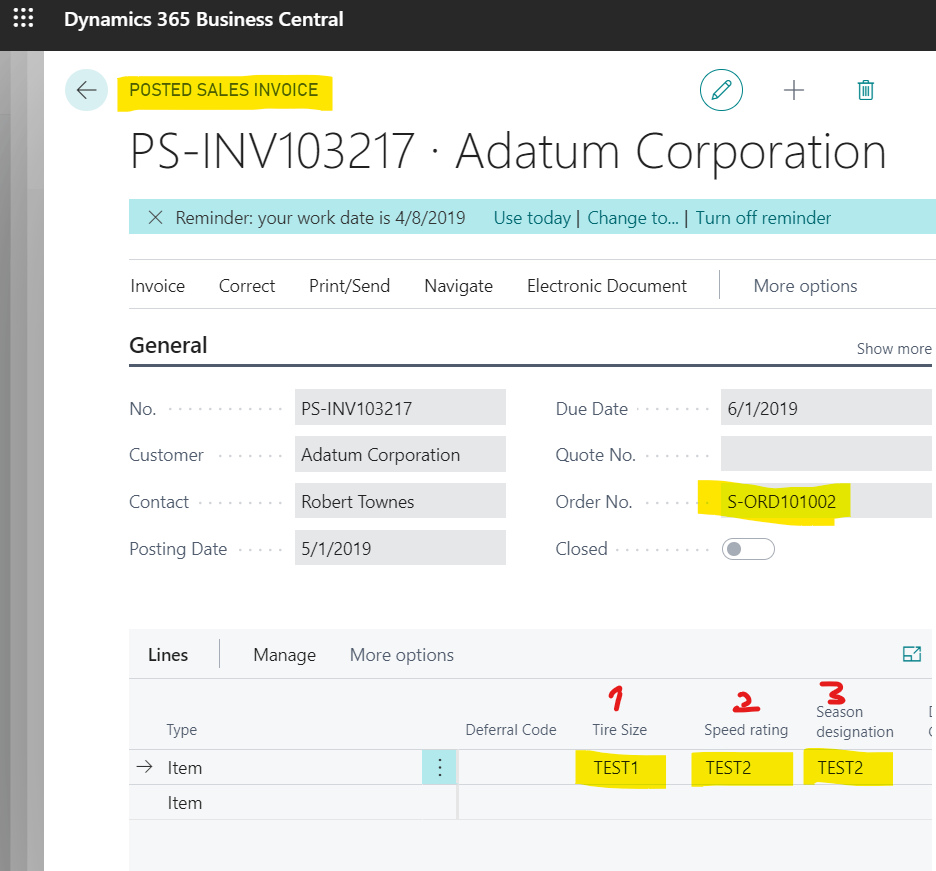 Dynamics 365 Business Central
POSTED SALES INVOICE
PS-INV103217 · Adatum Corporation
Reminder: your work date is 4/8/2019 Use today | Change to... | Turn off reminder
Invoice Correct Print/Send Navigate Electronic Document More options
General Show more
No. PS-INV103217 Due Date 6/1/2019
Customer Adatum Corporation Quote No.
Contact Robert Townes Order No. S-ORD101002
Posting Date 5/1/2019 Closed
Lines Manage More options
1 2 3
Type Deferral Code Tire Size Speed rating Season designation
Item TEST1 TEST2 TEST2
Item